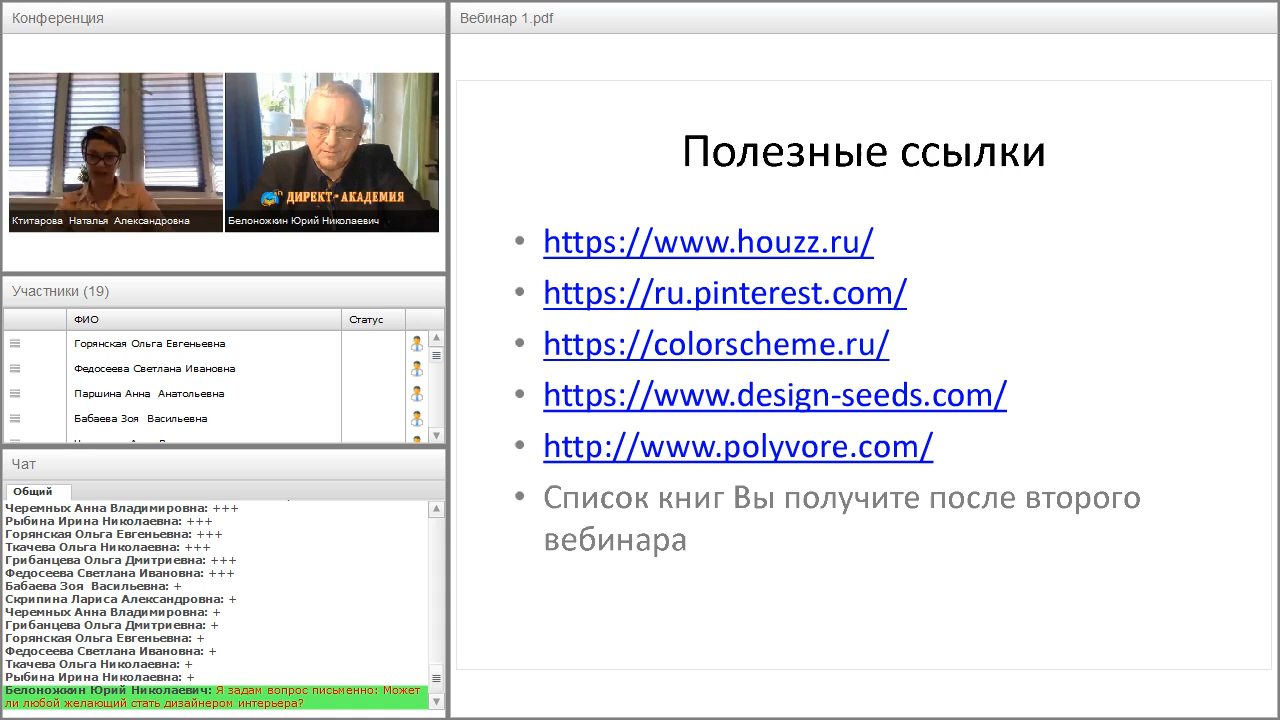 Конференция
Ктитарова Наталья Александровна
ДИРЕКТ-АКАДЕМИЯ
Белоножкин Юрий Николаевич
Участники (19)
ФИО Статус
Горянская Ольга Евгеньевна
Федосеева Светлана Ивановна
Паршина Анна Анатольевна
Бабаева Зоя Васильевна
Чат
Общий
Черемных Анна Владимировна: +++
Рыбина Ирина Николаевна: +++
Горянская Ольга Евгеньевна: +++
Ткачева Ольга Николаевна: +++
Грибанцева Ольга Дмитриевна: +++
Федосеева Светлана Ивановна: +++
Бабаева Зоя Васильевна: +
Скрипина Лариса Александровна: +
Черемных Анна Владимировна: +
Грибанцева Ольга Дмитриевна: +
Горянская Ольга Евгеньевна: +
Федосеева Светлана Ивановна: +
Ткачева Ольга Николаевна: +
Рыбина Ирина Николаевна: +
Белоножкин Юрий Николаевич: Я задам вопрос письменно: Может
ли любой желающий стать дизайнером интерьера?
Вебинар 1.pdf
Полезные ссылки
• https://www.houzz.ru/
• https://ru.pinterest.com/
• https://colorscheme.ru/
• https://www.design-seeds.com/
• http://www.polyvore.com/
• Список книг Вы получите после второго
вебинара